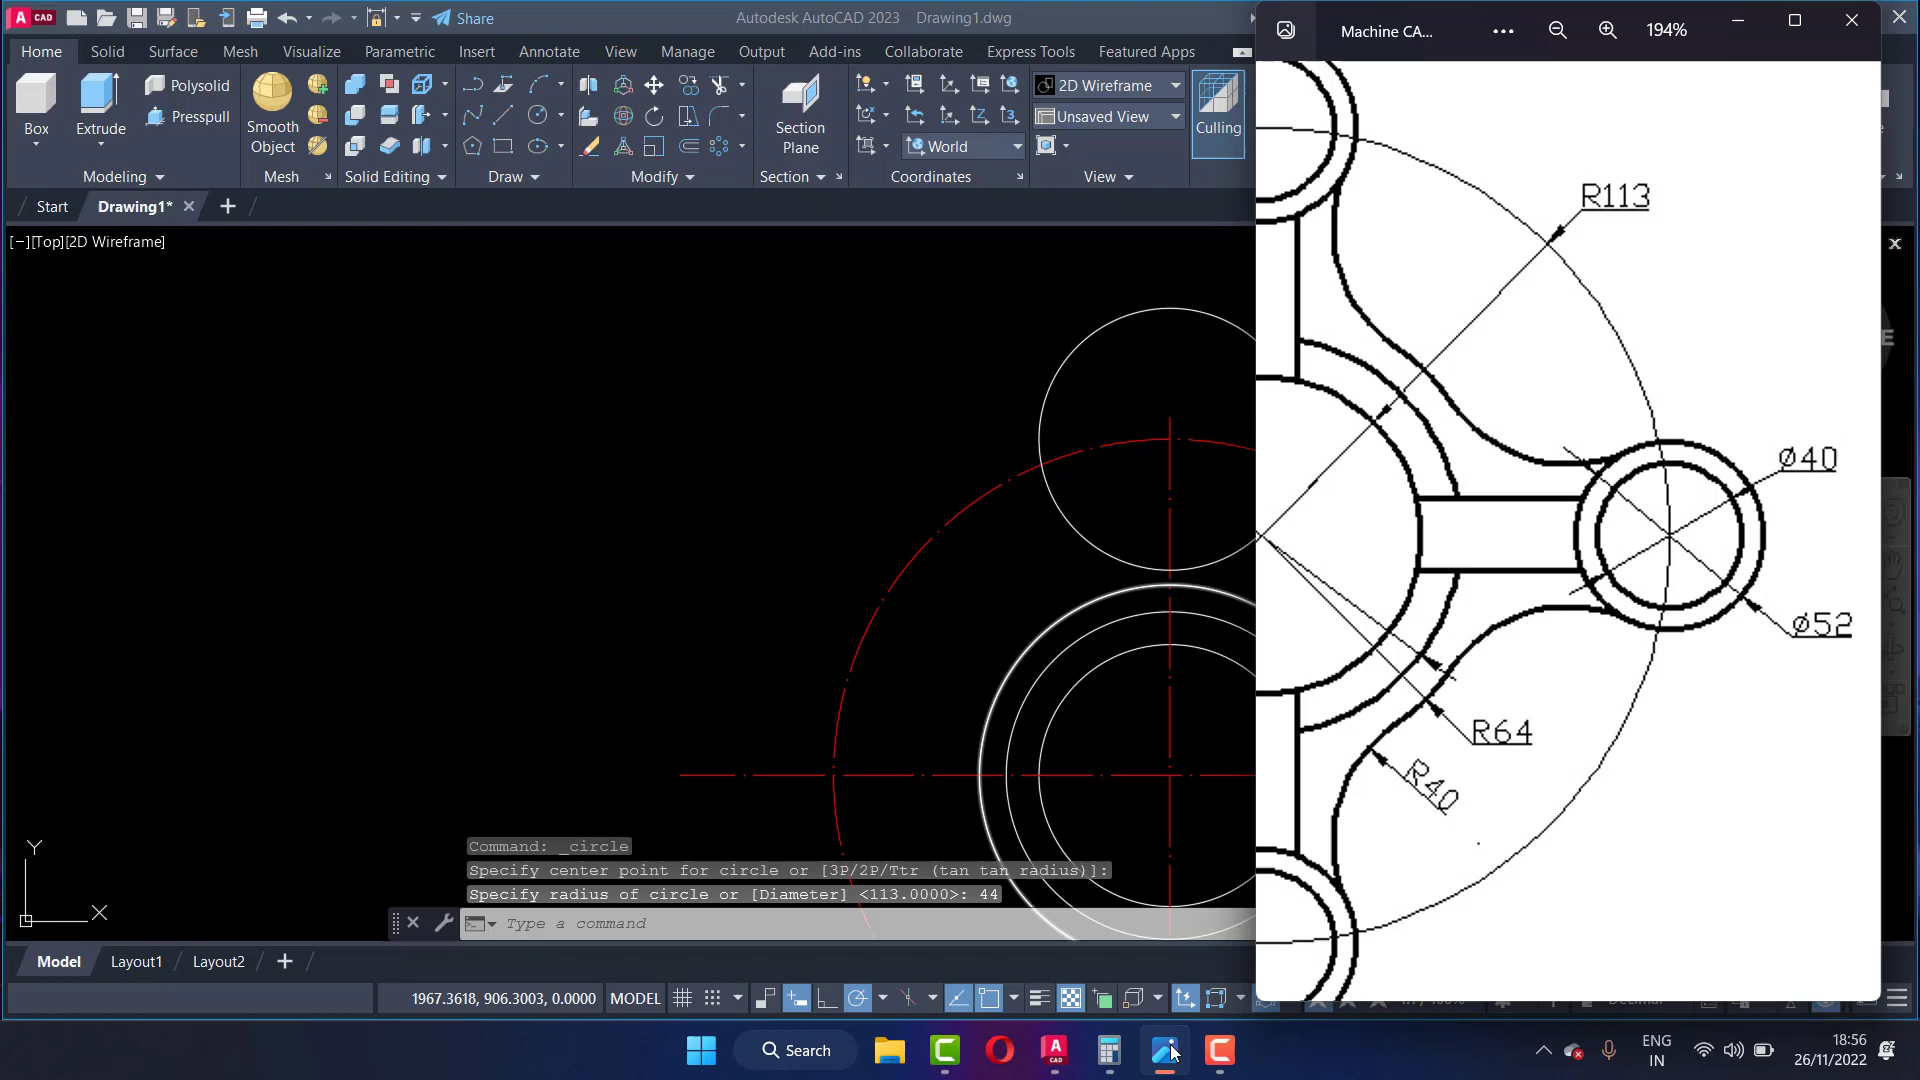 CAD
Share
Autodesk AutoCAD 2023 Drawing1.dwg
Machine CA...
194%
Home
Solid
Surface
Mesh
Visualize
Parametric
Insert
Annotate
View
Manage
Output
Add-ins
Collaborate
Express Tools
Featured Apps
Box
Extrude
Polysolid
Presspull
Smooth
Object
Section
Plane
2D Wireframe
Unsaved View
World
Culling
Modeling
Mesh
Solid Editing
Draw
Modify
Section
Coordinates
View
Start
Drawing1*
[−][Top][2D Wireframe]
R113
ø40
ø52
R64
R40
E
Y
X
Command: _circle
Specify center point for circle or [3P/2P/Ttr (tan tan radius)]:
Specify radius of circle or [Diameter] <113.0000>: 44
Type a command
Model
Layout1
Layout2
1967.3618, 906.3003, 0.0000
MODEL
Search
ENG
IN
18:56
26/11/2022